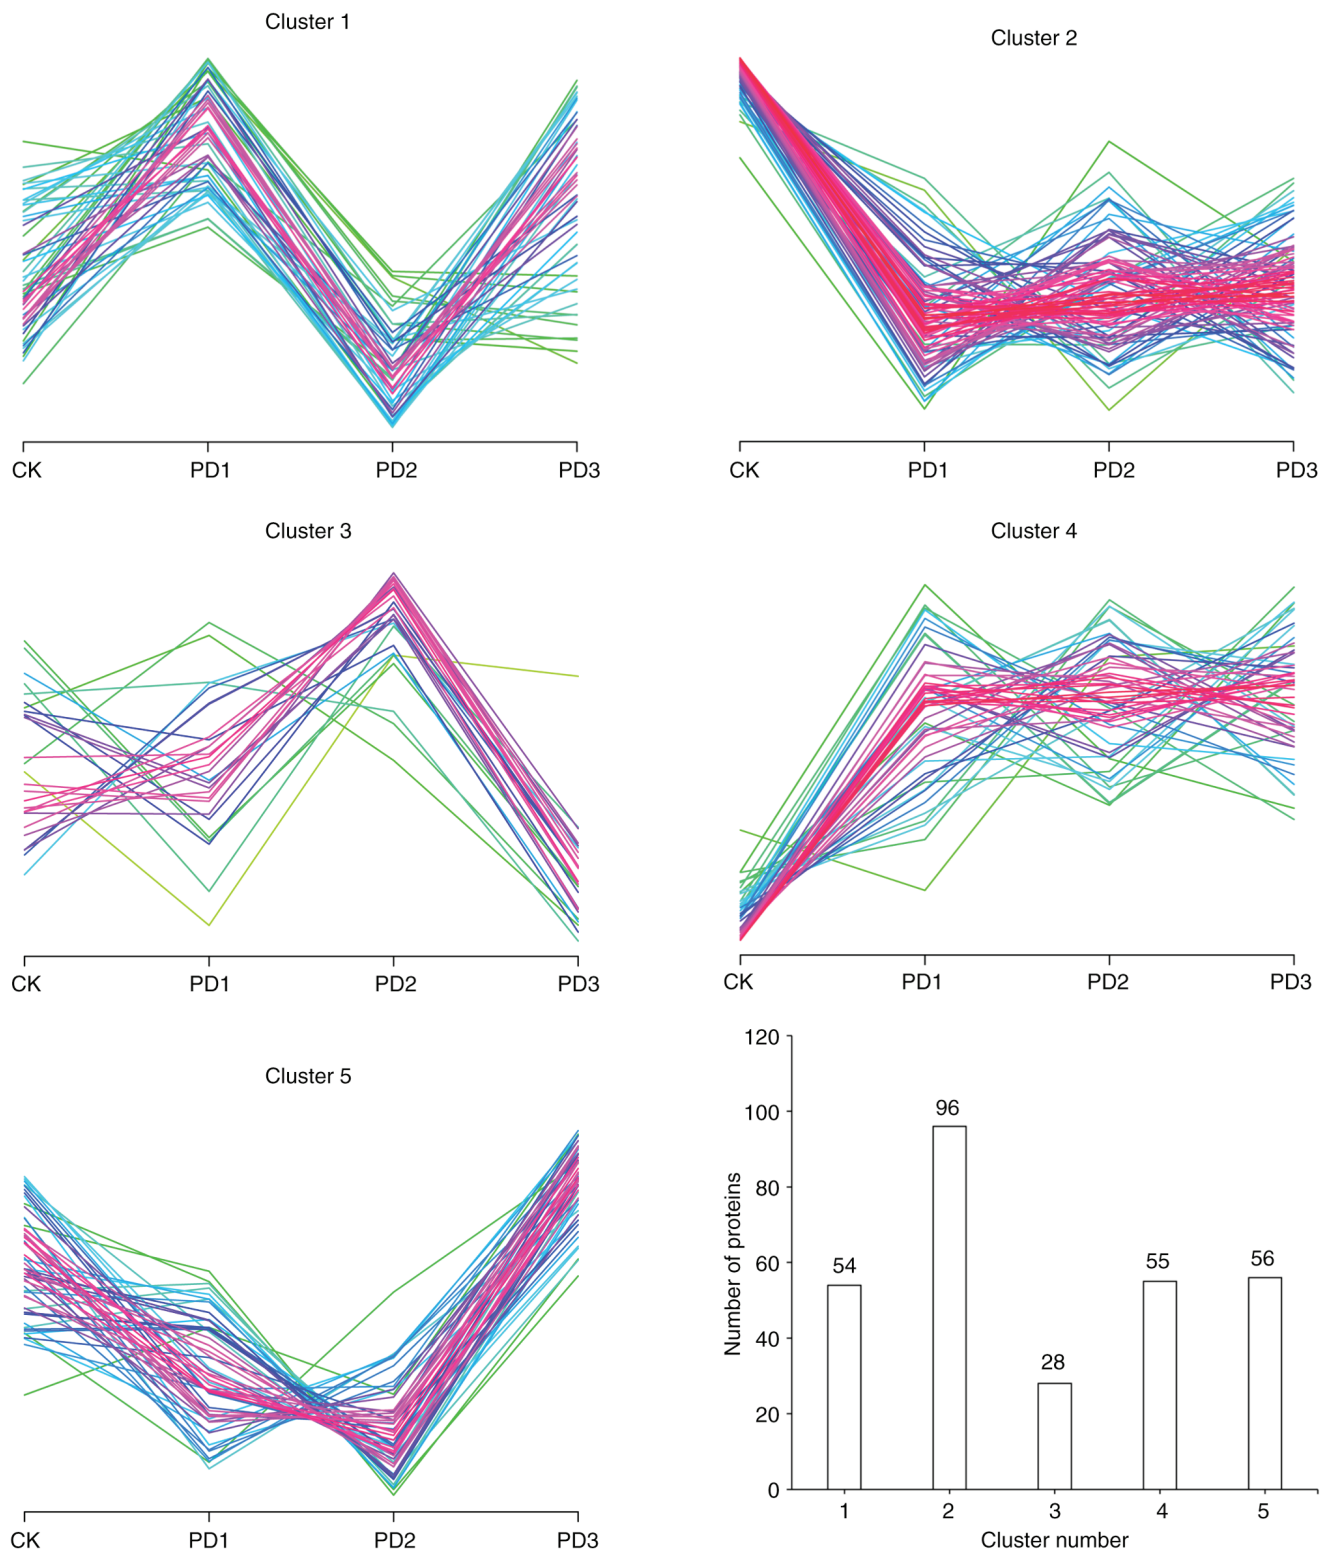 Cluster 1
CK PD1 PD2 PD3
Cluster 2
CK PD1 PD2 PD3
Cluster 3
CK PD1 PD2 PD3
Cluster 4
CK PD1 PD2 PD3
Cluster 5
CK PD1 PD2 PD3
Number of proteins
120
100
80
60
40
20
0
54
96
28
55
56
1 2 3 4 5
Cluster number